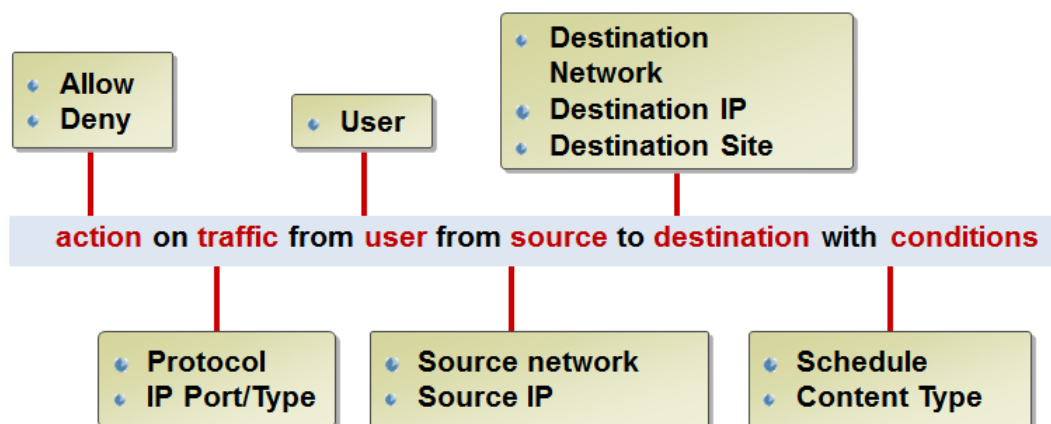 Allow
Deny
User
Destination
Network
Destination IP
Destination Site
action on traffic from user from source to destination with conditions
Protocol
IP Port/Type
Source network
Source IP
Schedule
Content Type